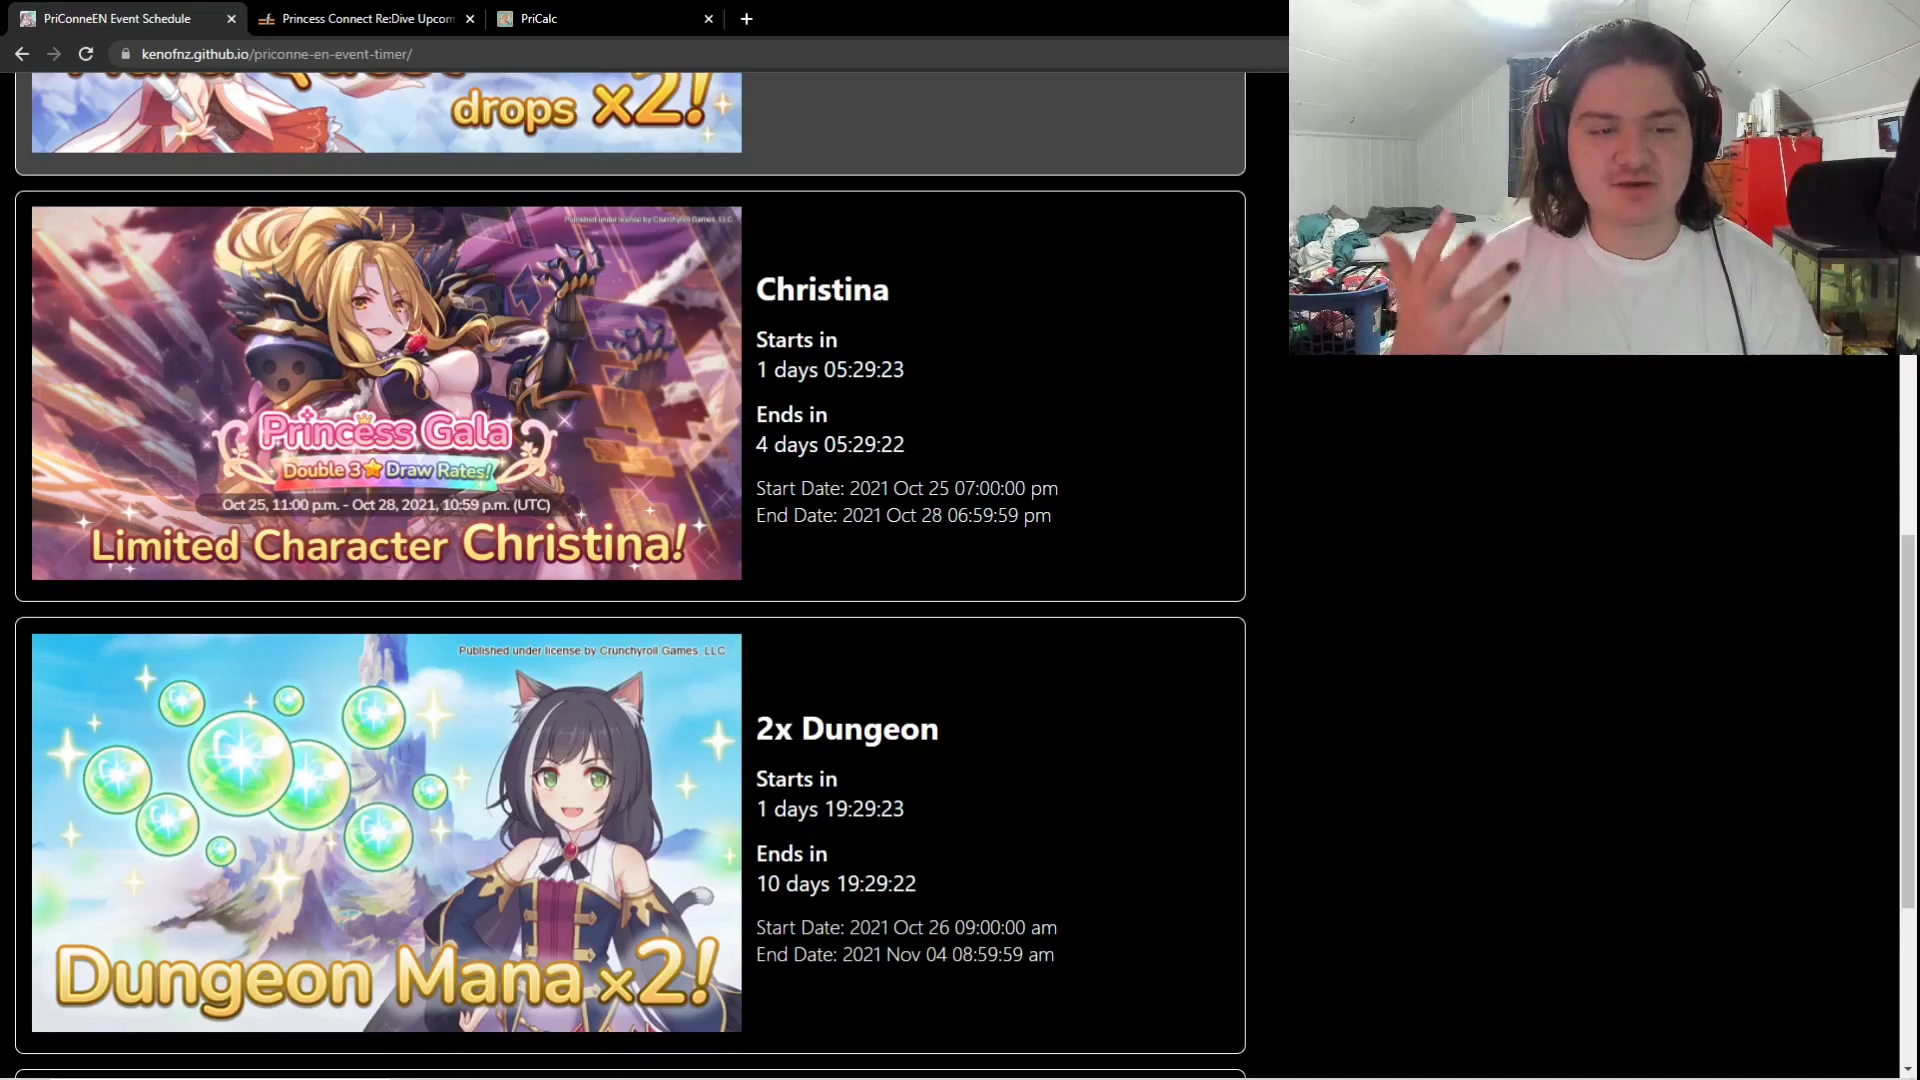 PriConneEN Event Schedule
Princess Connect Re:Dive Upcom
PriCalc
kenofnz.github.io/priconne-en-event-timer/
drops x2!
Published under license by Crunchyroll Games, LLC
Princess Gala
Double 3★ Draw Rates!
Oct 25, 11:00 p.m. - Oct 28, 2021, 10:59 p.m. (UTC)
Limited Character Christina!
Christina
Starts in
1 days 05:29:23
Ends in
4 days 05:29:22
Start Date: 2021 Oct 25 07:00:00 pm
End Date: 2021 Oct 28 06:59:59 pm
Published under license by Crunchyroll Games, LLC
Dungeon Mana x2!
2x Dungeon
Starts in
1 days 19:29:23
Ends in
10 days 19:29:22
Start Date: 2021 Oct 26 09:00:00 am
End Date: 2021 Nov 04 08:59:59 am